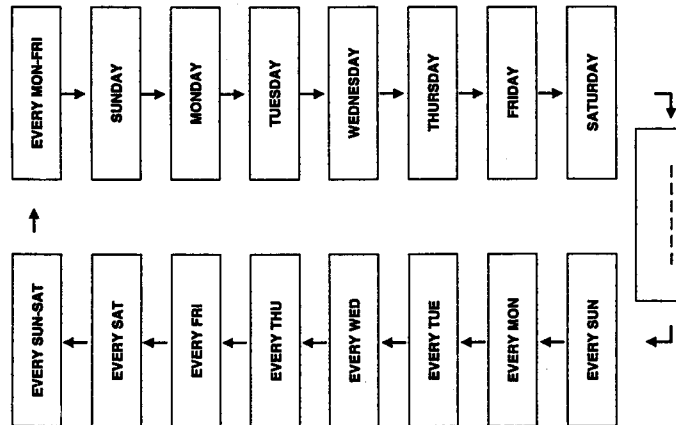 EVERY MON-FRI
SUNDAY
MONDAY
TUESDAY
WEDNESDAY
THURSDAY
FRIDAY
SATURDAY
-----
EVERY SUN
EVERY MON
EVERY TUE
EVERY WED
EVERY THU
EVERY FRI
EVERY SAT
EVERY SUN-SAT